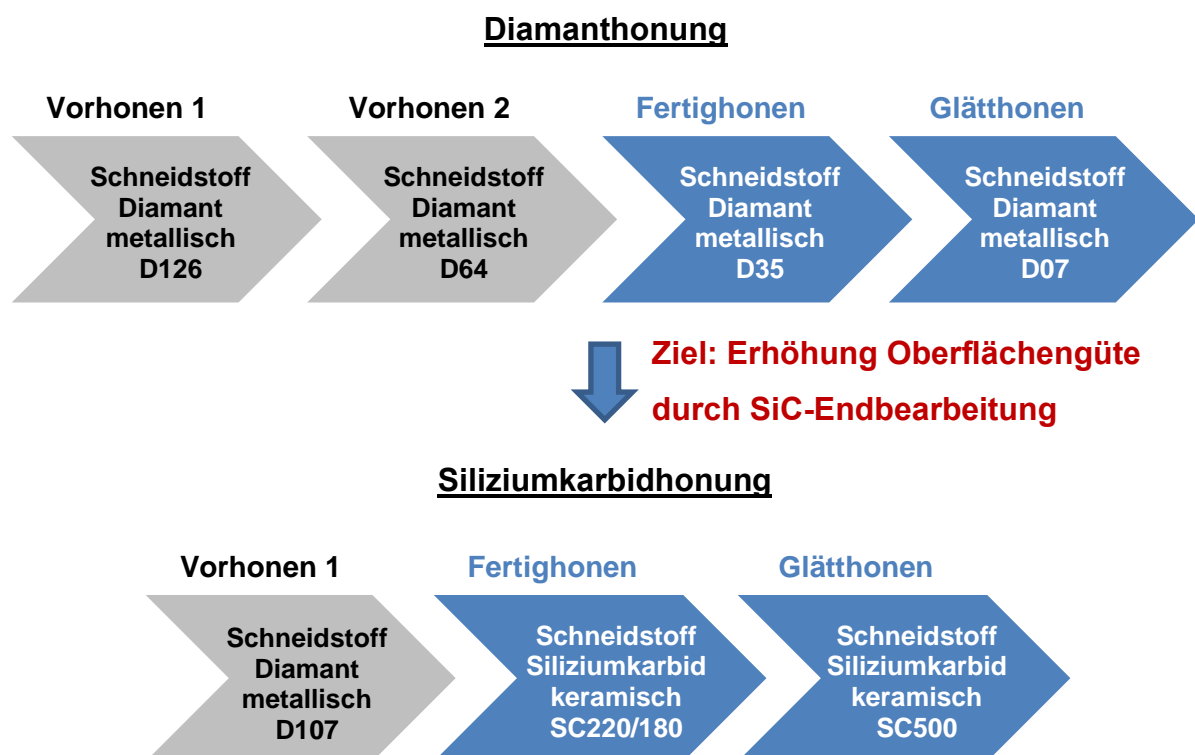 Diamanthonung
Vorhonen 1
Vorhonen 2
Fertighonen
Glätthonen
Schneidstoff
Diamant
metallisch
D126
Schneidstoff
Diamant
metallisch
D64
Schneidstoff
Diamant
metallisch
D35
Schneidstoff
Diamant
metallisch
D07
Ziel: Erhöhung Oberflächengüte
durch SiC-Endbearbeitung
Siliziumkarbidhonung
Vorhonen 1
Fertighonen
Glätthonen
Schneidstoff
Diamant
metallisch
D107
Schneidstoff
Siliziumkarbid
keramisch
SC220/180
Schneidstoff
Siliziumkarbid
keramisch
SC500